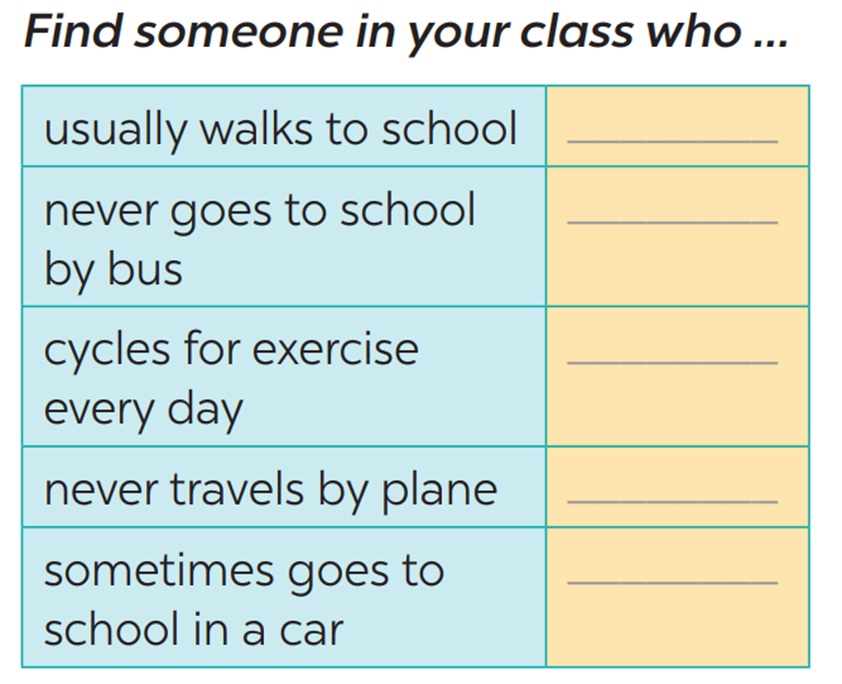 Find someone in your class who ...
usually walks to school
never goes to school
by bus
cycles for exercise
every day
never travels by plane
sometimes goes to
school in a car